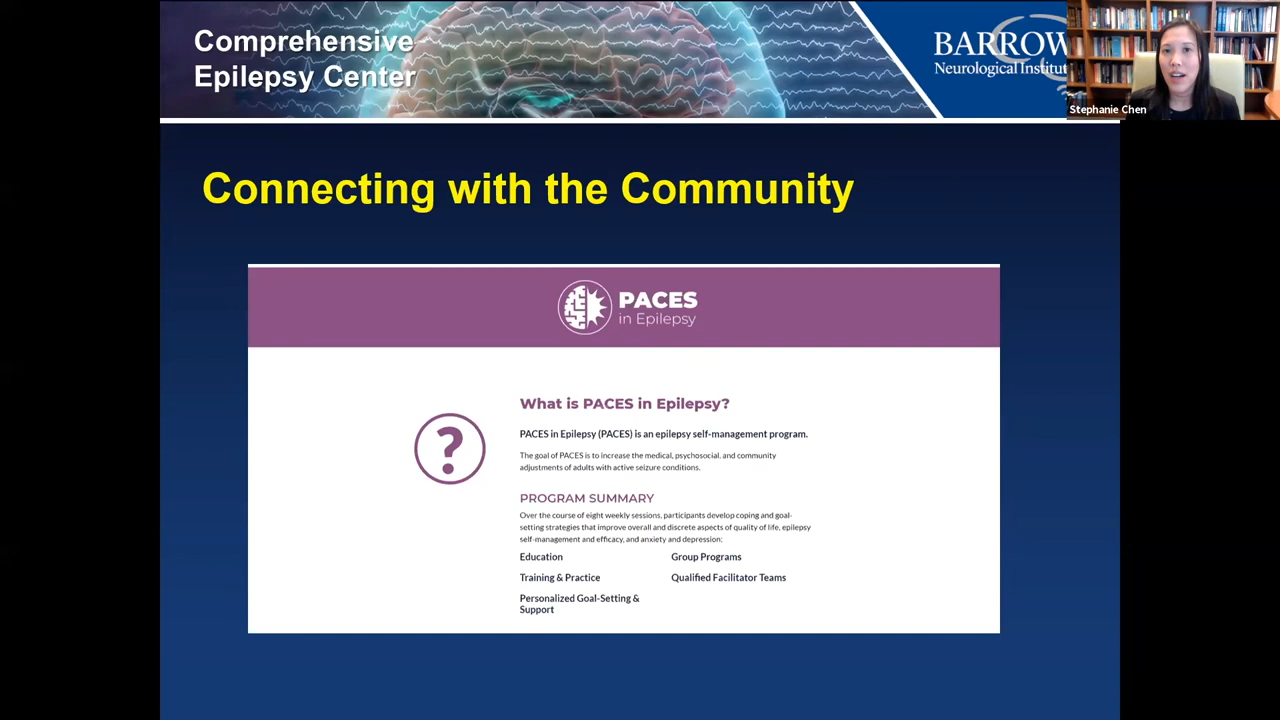 Comprehensive
Epilepsy Center
BARROW
Neurological Institut
Stephanie Chen
Connecting with the Community
PACES
in Epilepsy
?
What is PACES in Epilepsy?
PACES in Epilepsy (PACES) is an epilepsy self-management program.
The goal of PACES is to increase the medical, psychosocial, and community
adjustments of adults with active seizure conditions.
PROGRAM SUMMARY
Over the course of eight weekly sessions, participants develop coping and goal-
setting strategies that improve overall and discrete aspects of quality of life, epilepsy
self-management and efficacy, and anxiety and depression:
Education
Group Programs
Training & Practice
Qualified Facilitator Teams
Personalized Goal-Setting &
Support